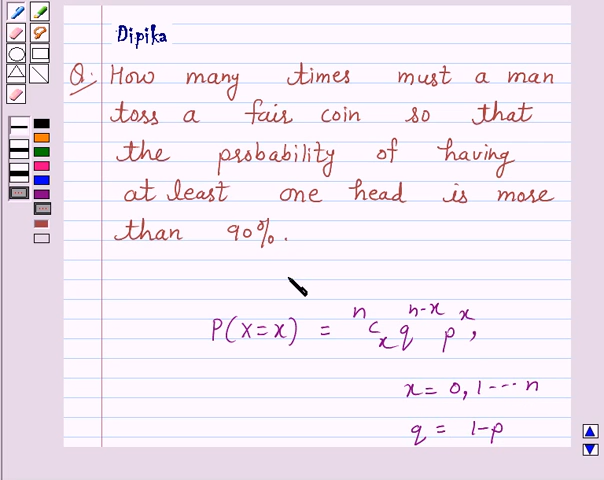 Dipika
Q. How many times must a man
toss a fair coin so that
the probability of having
at least one head is more
than 90%.
P(X=x) = ⁿCₓ qⁿ⁻ˣ pˣ,
x = 0, 1 --- n
q = 1-p